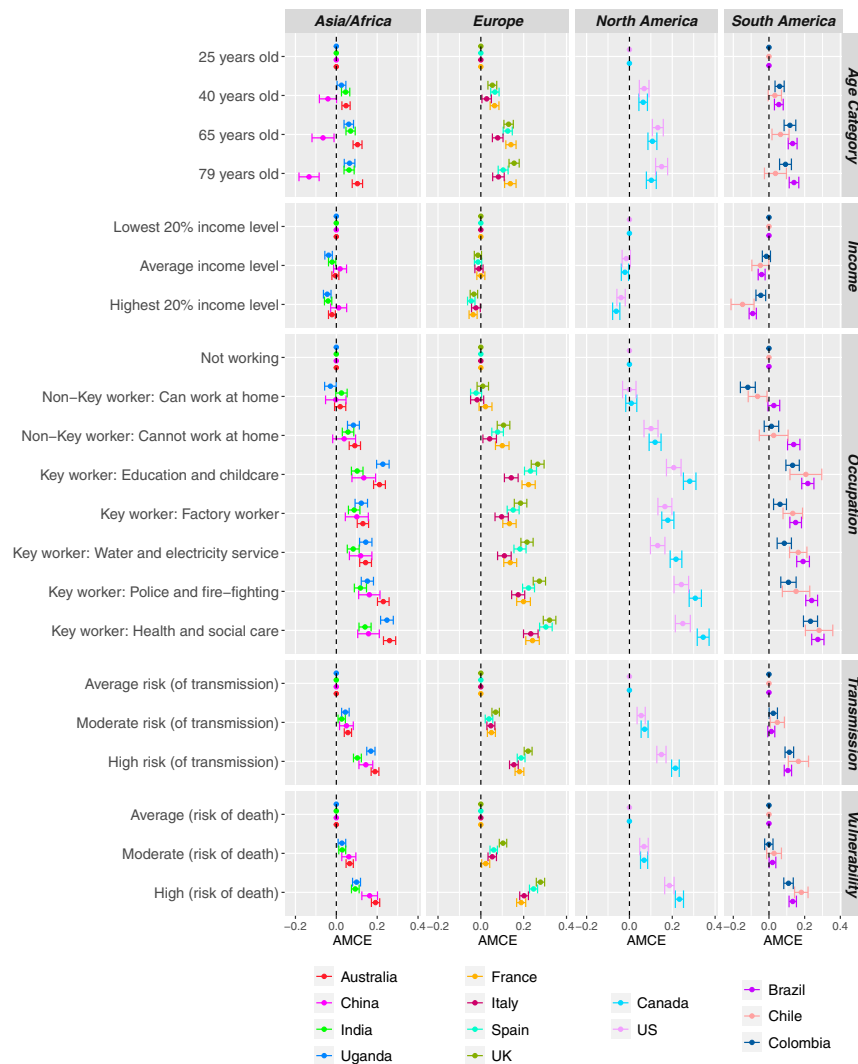 Asia/Africa Europe North America South America
25 years old
40 years old
65 years old
79 years old
Age Category
Lowest 20% income level
Average income level
Highest 20% income level
Income
Not working
Non−Key worker: Can work at home
Non−Key worker: Cannot work at home
Key worker: Education and childcare
Key worker: Factory worker
Key worker: Water and electricity service
Key worker: Police and fire−fighting
Key worker: Health and social care
Occupation
Average risk (of transmission)
Moderate risk (of transmission)
High risk (of transmission)
Transmission
Average (risk of death)
Moderate (risk of death)
High (risk of death)
Vulnerability
−0.2 0.0 0.2 0.4 −0.2 0.0 0.2 0.4 −0.2 0.0 0.2 0.4 −0.2 0.0 0.2 0.4
AMCE AMCE AMCE AMCE
Australia
China
India
Uganda
France
Italy
Spain
UK
Canada
US
Brazil
Chile
Colombia